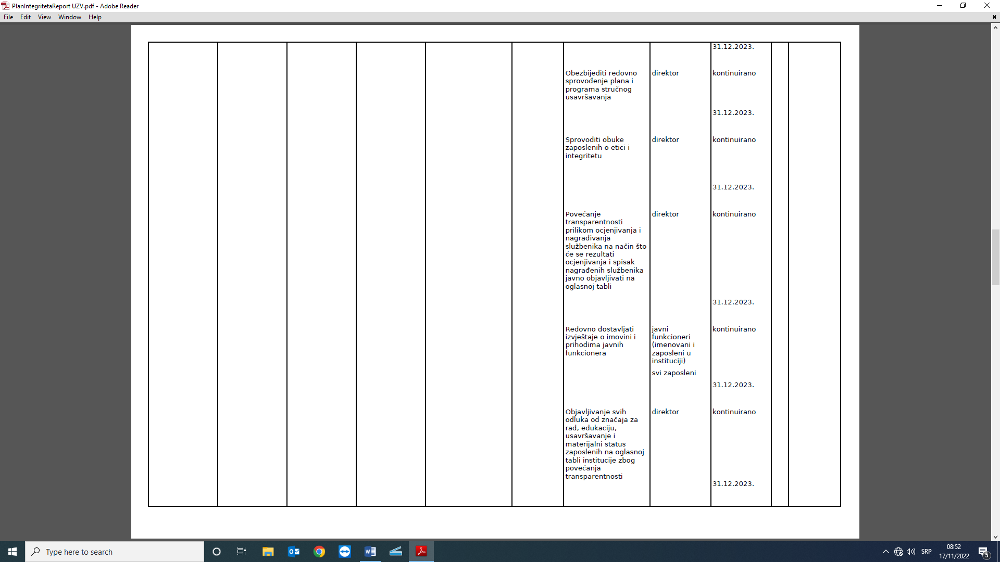 PlanIntegritetaReport UZV.pdf - Adobe Reader
File Edit View Window Help
31.12.2023.
Obezbijediti redovno
sprovođenje plana i
programa stručnog
usavršavanja
direktor
kontinuirano
31.12.2023.
Sprovoditi obuke
zaposlenih o etici i
integritetu
direktor
kontinuirano
31.12.2023.
Povećanje
transparentnosti
prilikom ocjenjivanja i
nagrađivanja
službenika na način što
će se rezultati
ocjenjivanja i spisak
nagrađenih službenika
javno objavljivati na
oglasnoj tabli
direktor
kontinuirano
31.12.2023.
Redovno dostavljati
izvještaje o imovini i
prihodima javnih
funkcionera
javni
funkcioneri
(imenovani i
zaposleni u
instituciji)
svi zaposleni
kontinuirano
31.12.2023.
Objavljivanje svih
odluka od značaja za
rad, edukaciju,
usavršavanje i
materijalni status
zaposlenih na oglasnoj
tabli institucije zbog
povećanja
transparentnosti
direktor
kontinuirano
31.12.2023.
Type here to search
SRP
08:52
17/11/2022
5